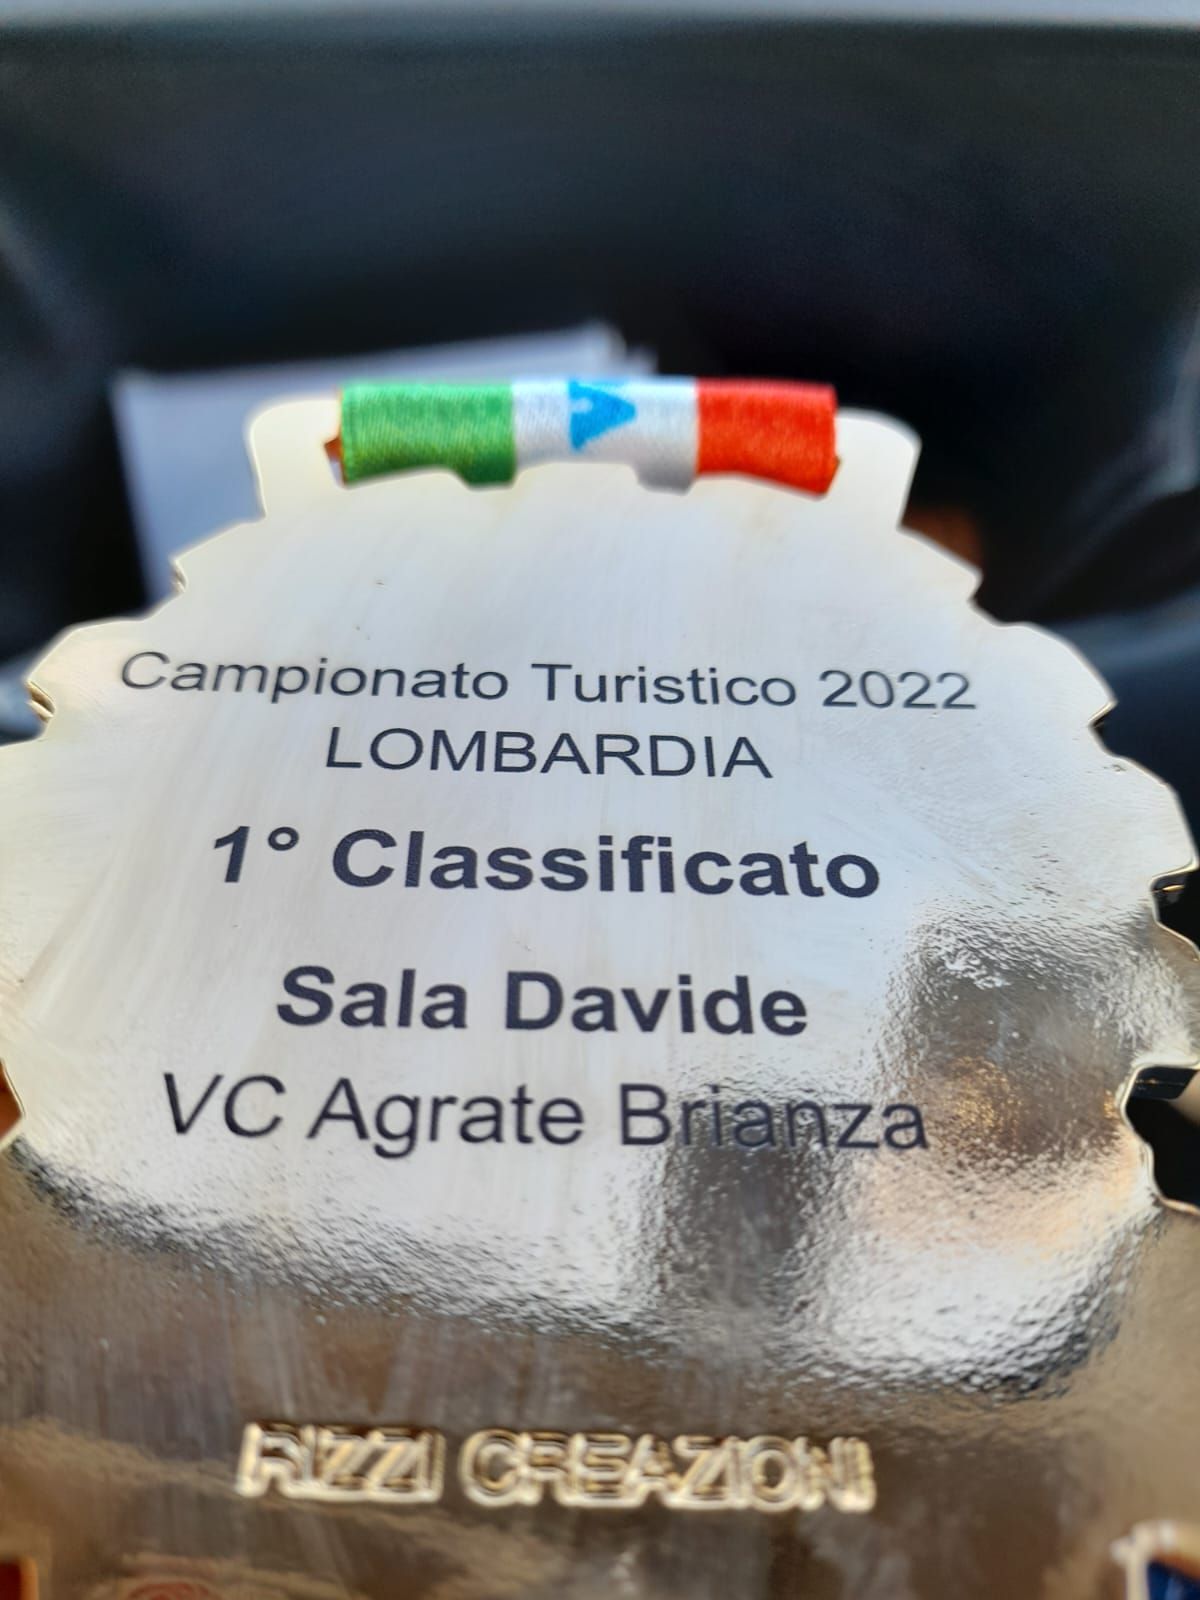 Campionato Turistico 2022
LOMBARDIA
1° Classificato
Sala Davide
VC Agrate Brianza
RIZZI CREAZIONI